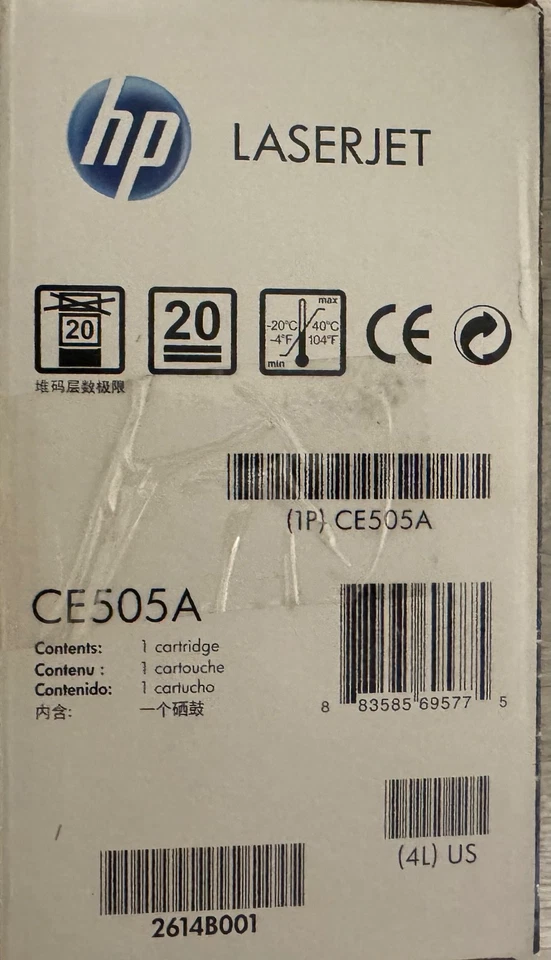 hp LASERJET
20
20
max
-20°C 40°C
-4°F 104°F
min
CE
堆码层数极限
(1P) CE505A
CE505A
Contents: 1 cartridge
Contenu : 1 cartouche
Contenido: 1 cartucho
内含: 一个硒鼓
8 83585 69577 5
(4L) US
2614B001